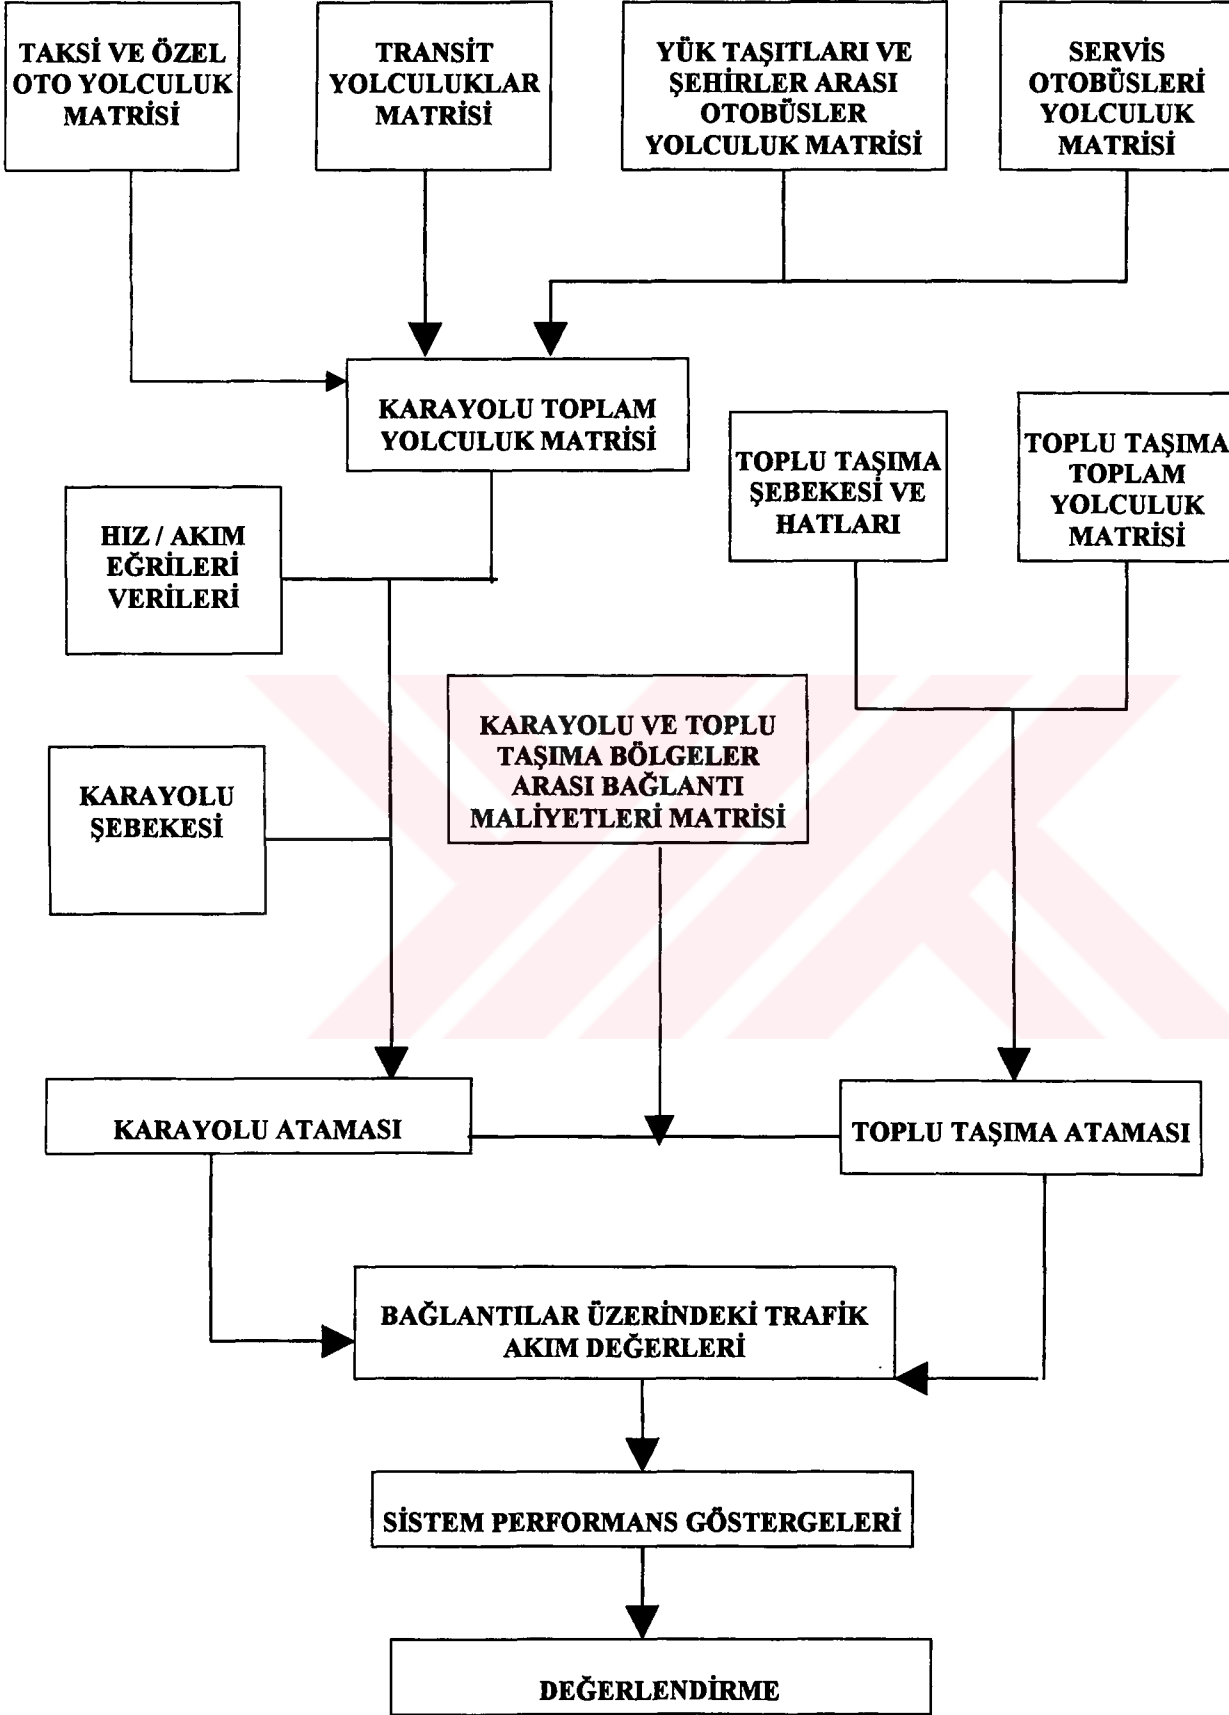 TAKSİ VE ÖZEL
OTO YOLCULUK
MATRİSİ
TRANSİT
YOLCULUKLAR
MATRİSİ
YÜK TAŞITLARI VE
ŞEHİRLER ARASI
OTOBÜSLER
YOLCULUK MATRİSİ
SERVİS
OTOBÜSLERİ
YOLCULUK
MATRİSİ
KARAYOLU TOPLAM
YOLCULUK MATRİSİ
TOPLU TAŞIMA
ŞEBEKESİ VE
HATLARI
TOPLU TAŞIMA
TOPLAM
YOLCULUK
MATRİSİ
HIZ / AKIM
EĞRİLERİ
VERİLERİ
KARAYOLU VE TOPLU
TAŞIMA BÖLGELER
ARASI BAĞLANTI
MALİYETLERİ MATRİSİ
KARAYOLU
ŞEBEKESİ
KARAYOLU ATAMASI
TOPLU TAŞIMA ATAMASI
BAĞLANTILAR ÜZERİNDEKİ TRAFİK
AKIM DEĞERLERİ
SİSTEM PERFORMANS GÖSTERGELERİ
DEĞERLENDİRME